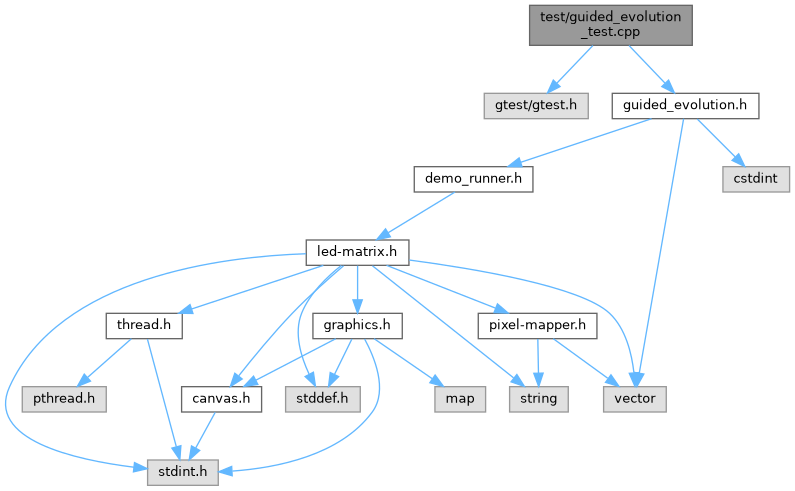 test/guided_evolution
_test.cpp
gtest/gtest.h
guided_evolution.h
demo_runner.h
cstdint
led-matrix.h
thread.h
graphics.h
pixel-mapper.h
pthread.h
canvas.h
stddef.h
map
string
vector
stdint.h